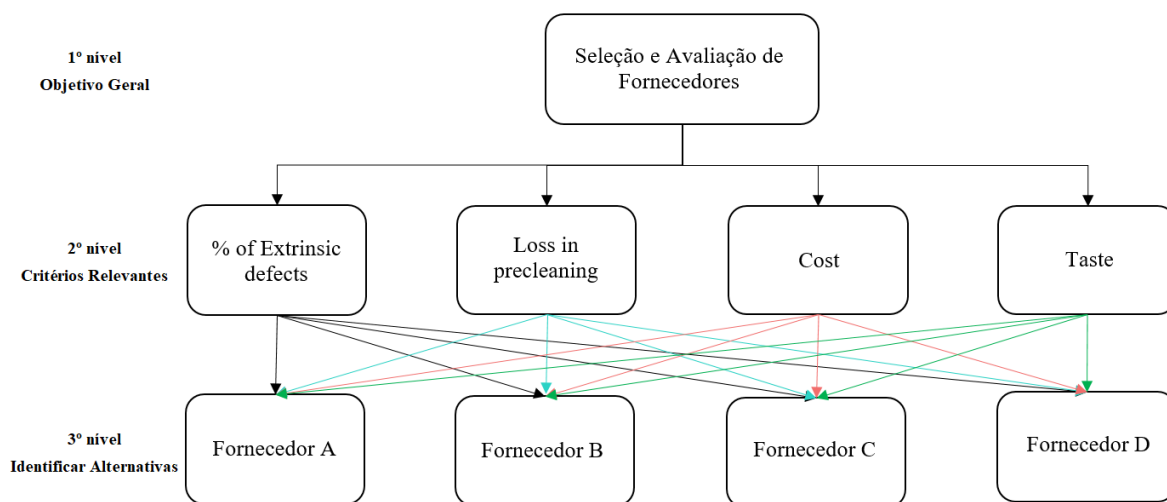 1º nível
Objetivo Geral
Seleção e Avaliação de
Fornecedores
2º nível
Critérios Relevantes
% of Extrinsic
defects
Loss in
precleaning
Cost
Taste
3º nível
Identificar Alternativas
Fornecedor A
Fornecedor B
Fornecedor C
Fornecedor D